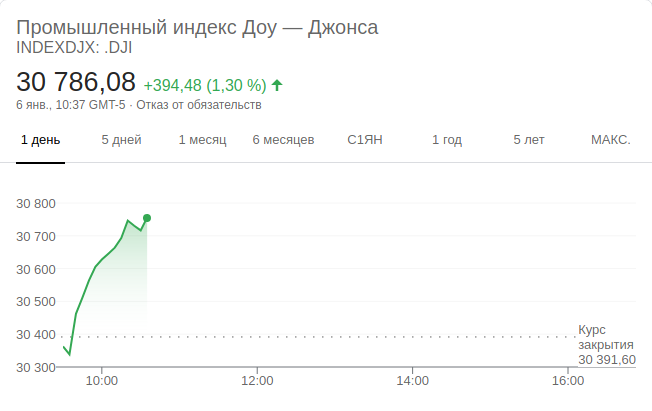 Промышленный индекс Доу — Джонса
INDEXDJX: .DJI
30 786,08 +394,48 (1,30 %)
6 янв., 10:37 GMT-5 · Отказ от обязательств
1 день 5 дней 1 месяц 6 месяцев С1ЯН 1 год 5 лет МАКС.
30 800
30 700
30 600
30 500
30 400
30 300
Курс
закрытия
30 391,60
10:00 12:00 14:00 16:00